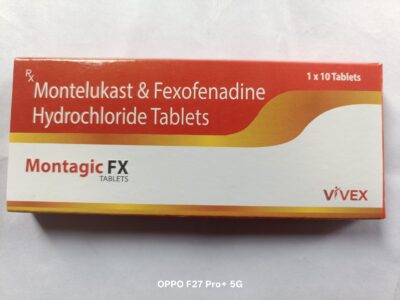 Rx
Montelukast & Fexofenadine
Hydrochloride Tablets
1 x 10 Tablets
Montagic FX
TABLETS
VIVEX
OPPO F27 Pro+ 5G